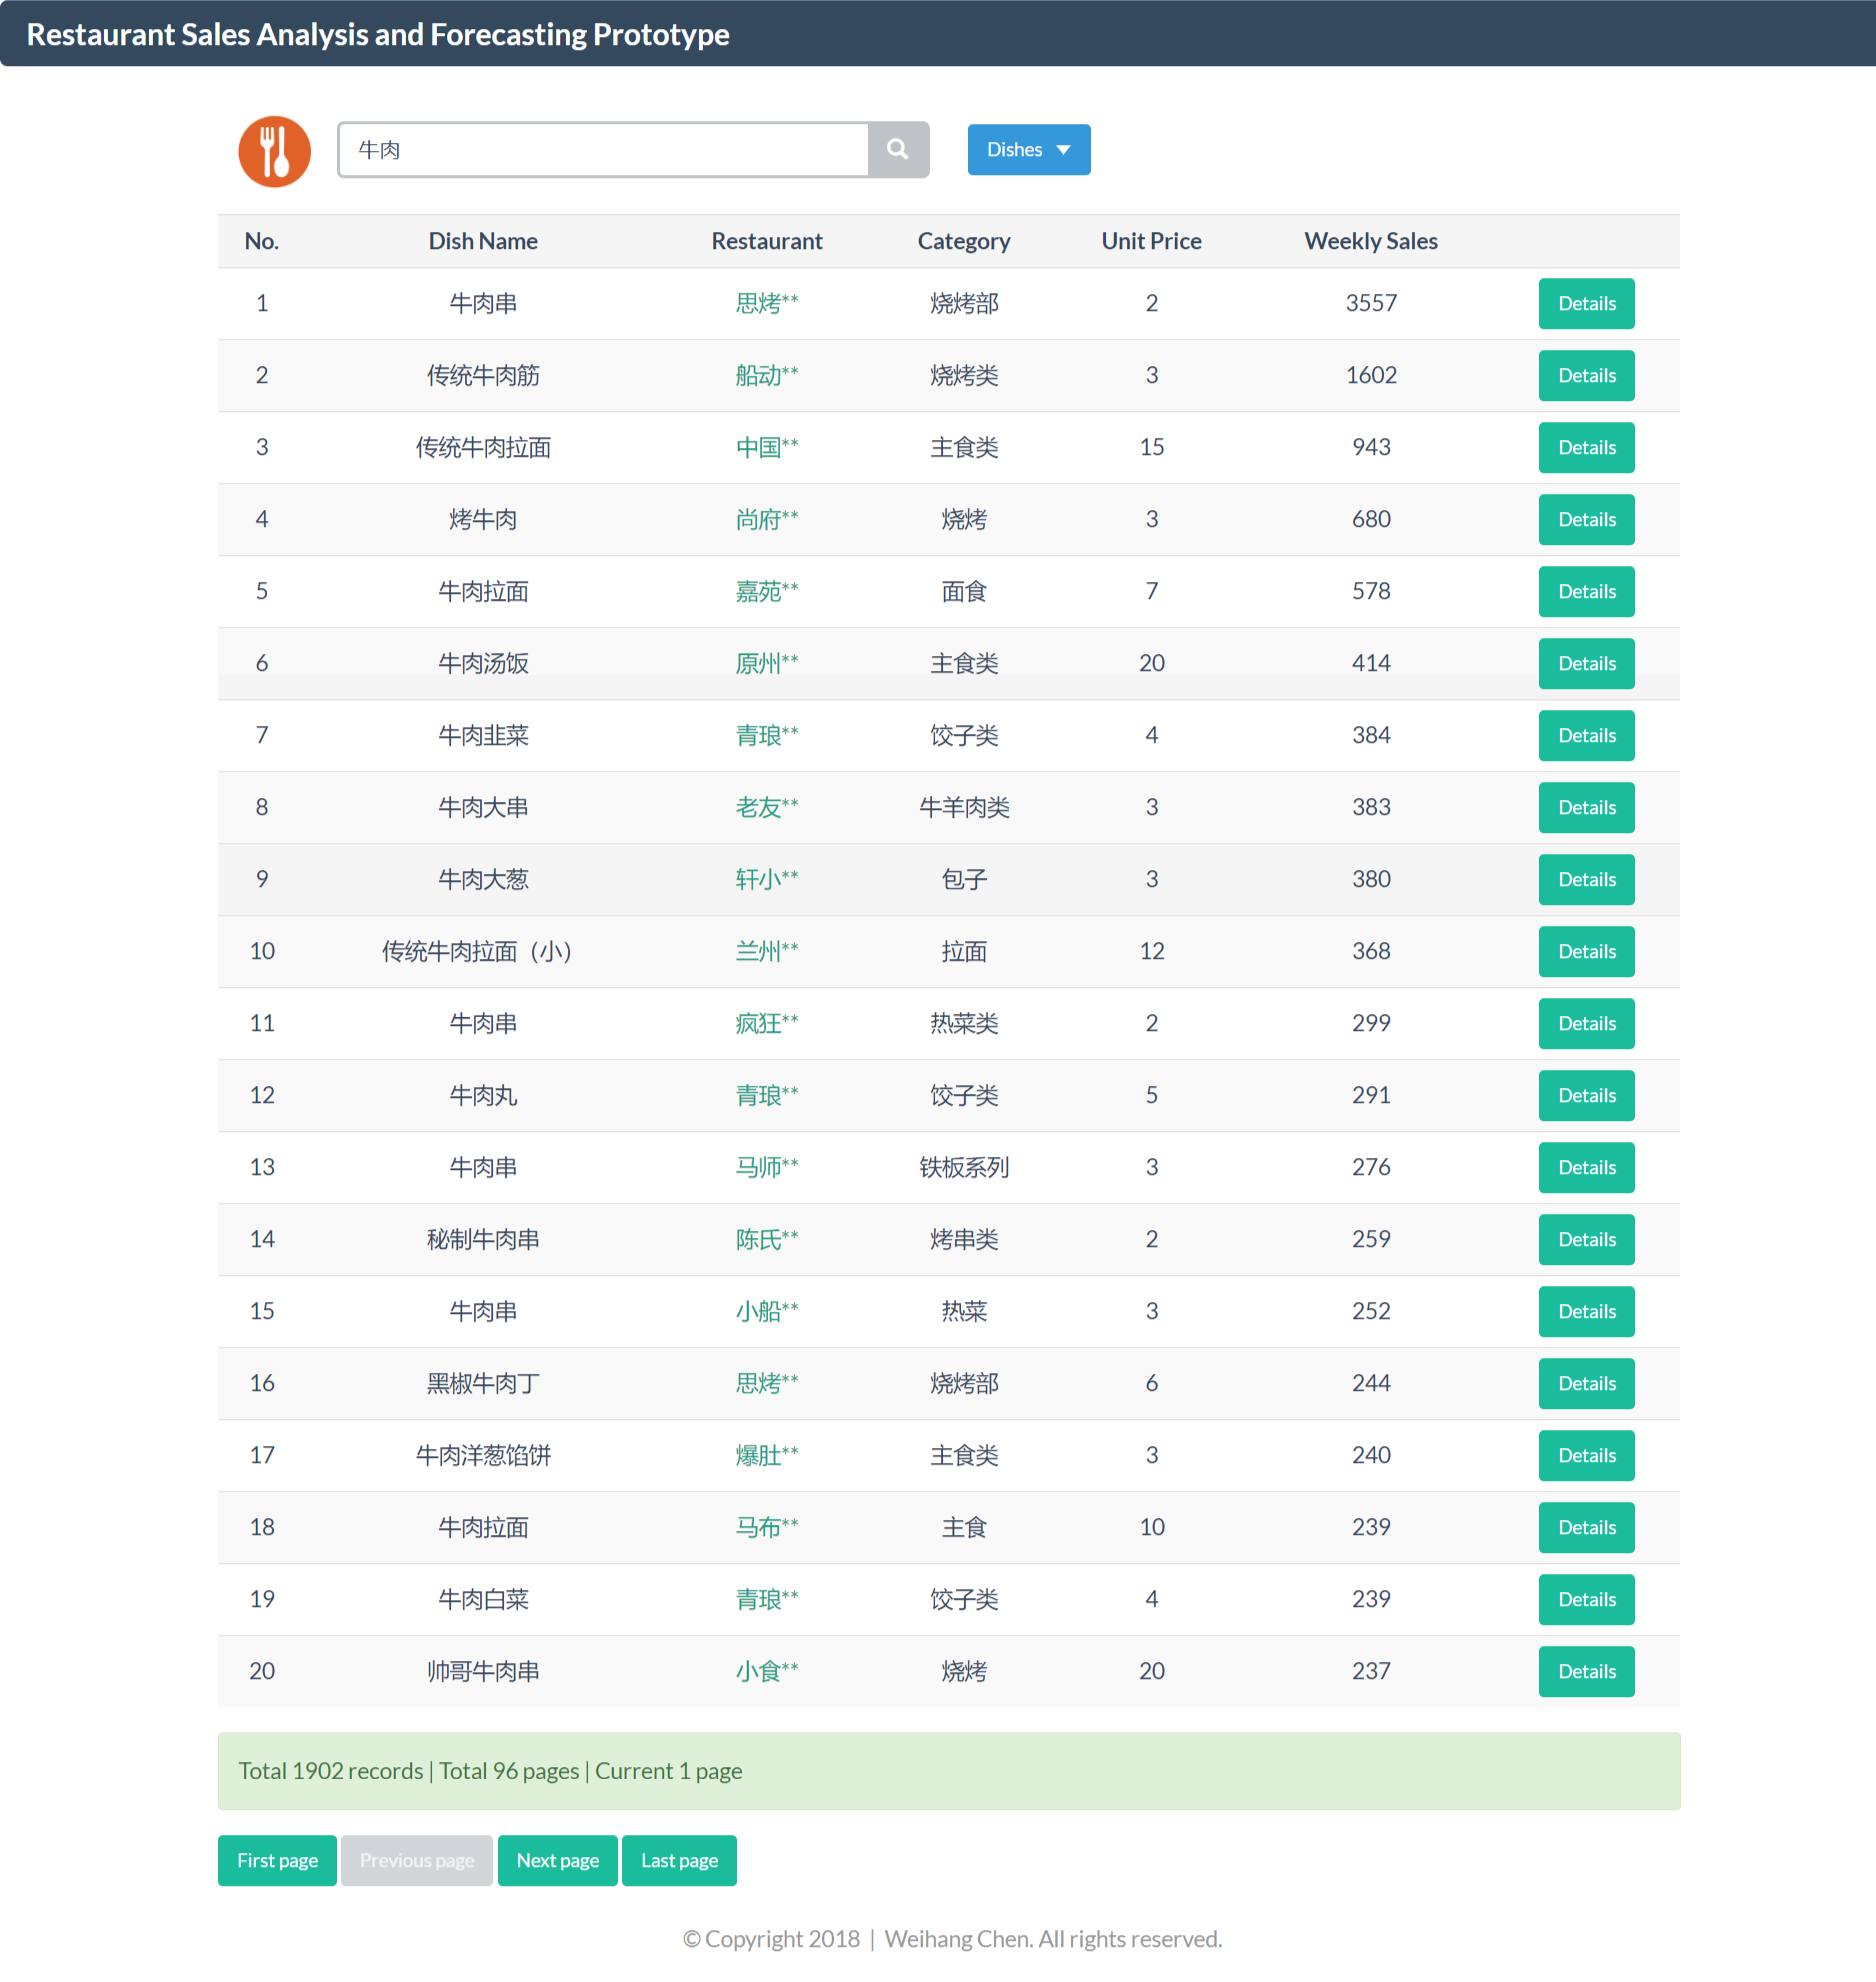 Restaurant Sales Analysis and Forecasting Prototype
牛肉 Dishes
No. Dish Name Restaurant Category Unit Price Weekly Sales
1 牛肉串 思烤** 烧烤部 2 3557 Details
2 传统牛肉筋 船动** 烧烤类 3 1602 Details
3 传统牛肉拉面 中国** 主食类 15 943 Details
4 烤牛肉 尚府** 烧烤 3 680 Details
5 牛肉拉面 嘉苑** 面食 7 578 Details
6 牛肉汤饭 原州** 主食类 20 414 Details
7 牛肉韭菜 青琅** 饺子类 4 384 Details
8 牛肉大串 老友** 牛羊肉类 3 383 Details
9 牛肉大葱 轩小** 包子 3 380 Details
10 传统牛肉拉面（小） 兰州** 拉面 12 368 Details
11 牛肉串 疯狂** 热菜类 2 299 Details
12 牛肉丸 青琅** 饺子类 5 291 Details
13 牛肉串 马师** 铁板系列 3 276 Details
14 秘制牛肉串 陈氏** 烤串类 2 259 Details
15 牛肉串 小船** 热菜 3 252 Details
16 黑椒牛肉丁 思烤** 烧烤部 6 244 Details
17 牛肉洋葱馅饼 爆肚** 主食类 3 240 Details
18 牛肉拉面 马布** 主食 10 239 Details
19 牛肉白菜 青琅** 饺子类 4 239 Details
20 帅哥牛肉串 小食** 烧烤 20 237 Details
Total 1902 records | Total 96 pages | Current 1 page
First page Previous page Next page Last page
© Copyright 2018 | Weihang Chen. All rights reserved.